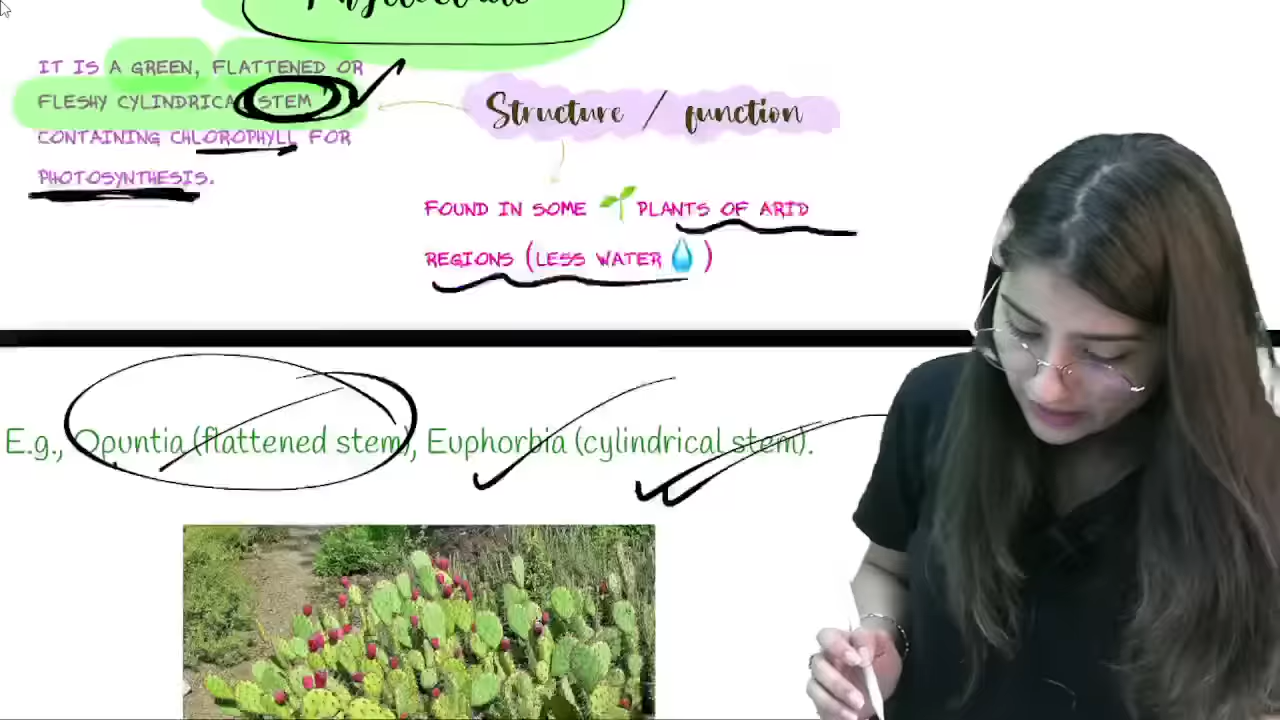 IT IS A GREEN, FLATTENED OR
FLESHY CYLINDRICAL STEM
CONTAINING CHLOROPHYLL FOR
PHOTOSYNTHESIS.
Structure / function
FOUND IN SOME 🌱 PLANTS OF ARID
REGIONS (LESS WATER 💧)
E.g., Opuntia (flattened stem), Euphorbia (cylindrical stem).